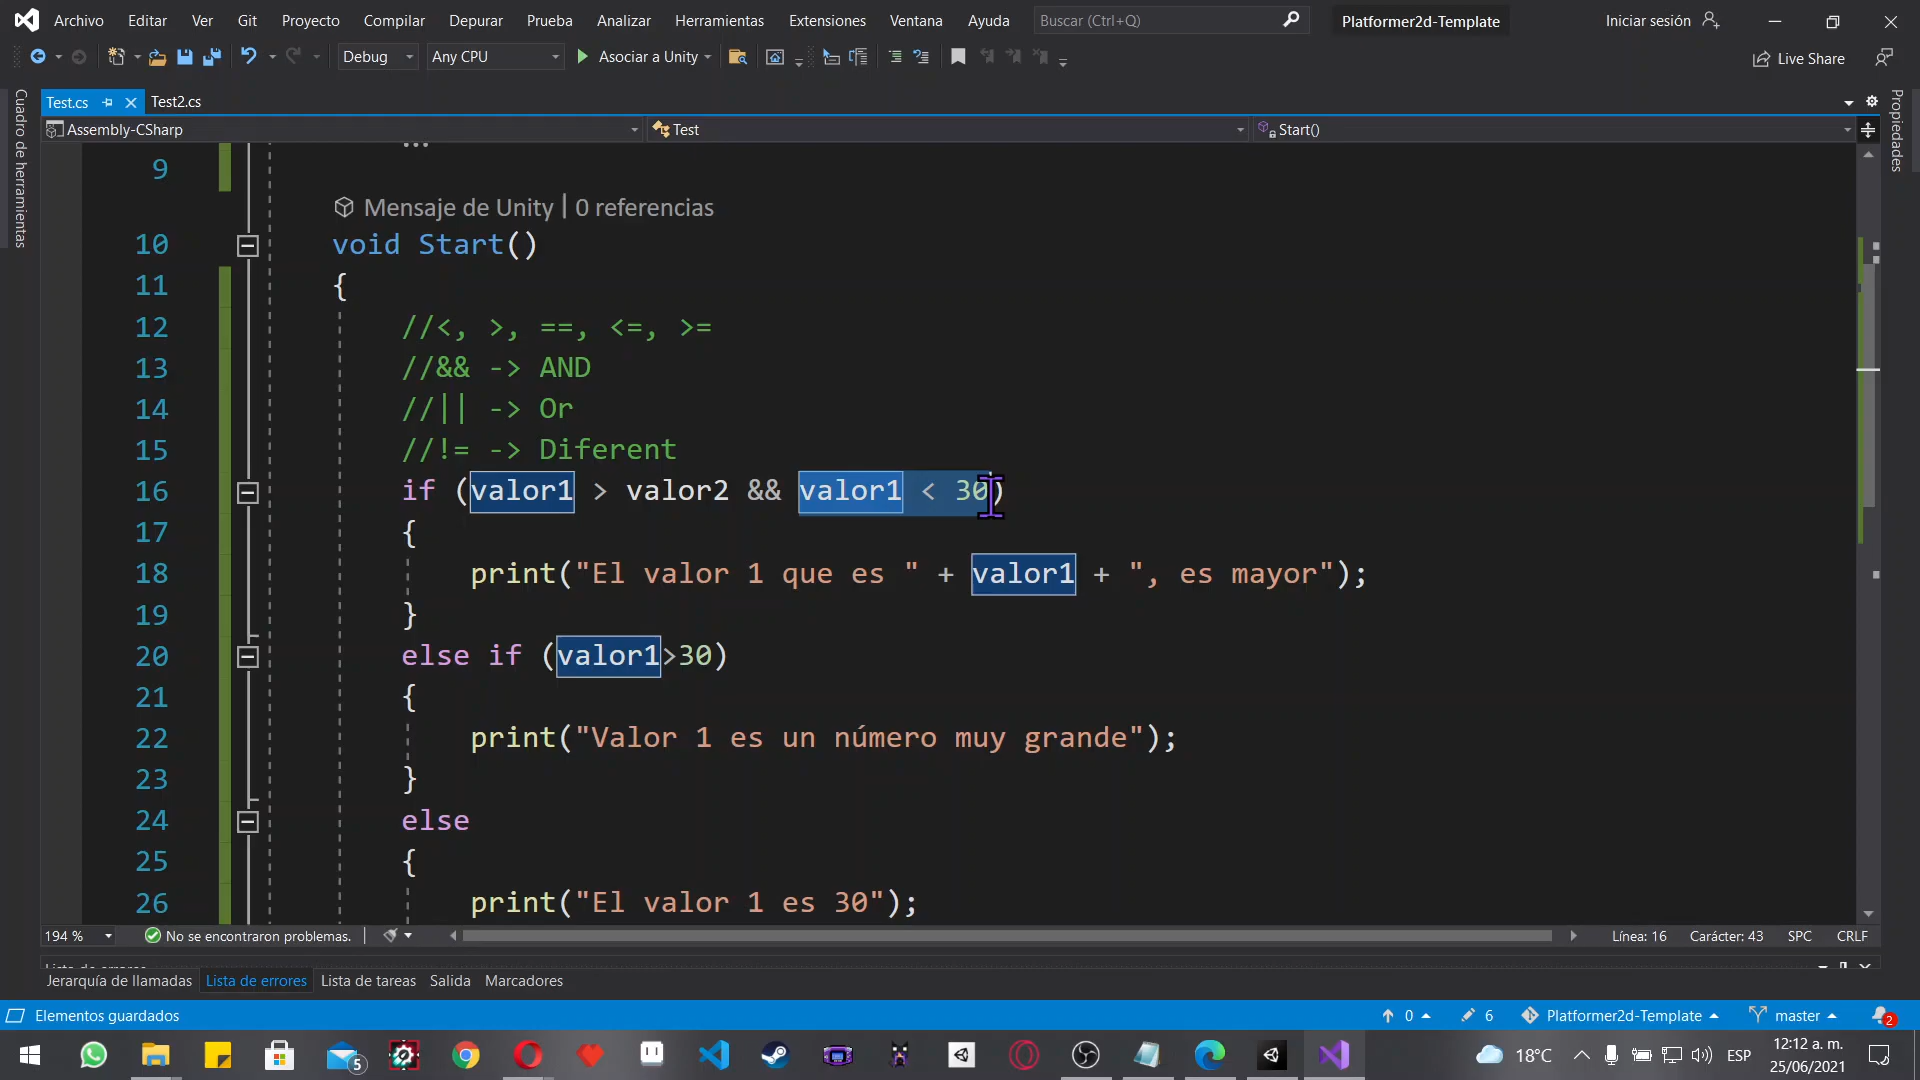 Archivo Editar Ver Git Proyecto Compilar Depurar Prueba Analizar Herramientas Extensiones Ventana Ayuda Buscar (Ctrl+Q) Platformer2d-Template Iniciar sesión
Debug Any CPU Asociar a Unity Live Share
Cuadro de herramientas
Propiedades
Test.cs Test2.cs
Assembly-CSharp Test Start()
...
9
Mensaje de Unity | 0 referencias
10 void Start()
11 {
12 //<, >, ==, <=, >=
13 //&& -> AND
14 //|| -> Or
15 //!= -> Diferent
16 if (valor1 > valor2 && valor1 < 30)
17 {
18 print("El valor 1 que es " + valor1 + ", es mayor");
19 }
20 else if (valor1>30)
21 {
22 print("Valor 1 es un número muy grande");
23 }
24 else
25 {
26 print("El valor 1 es 30");
194 % No se encontraron problemas. Línea: 16 Carácter: 43 SPC CRLF
Jerarquía de llamadas Lista de errores Lista de tareas Salida Marcadores
Elementos guardados 0 6 Platformer2d-Template master 2
5 18°C ESP 12:12 a. m.
25/06/2021